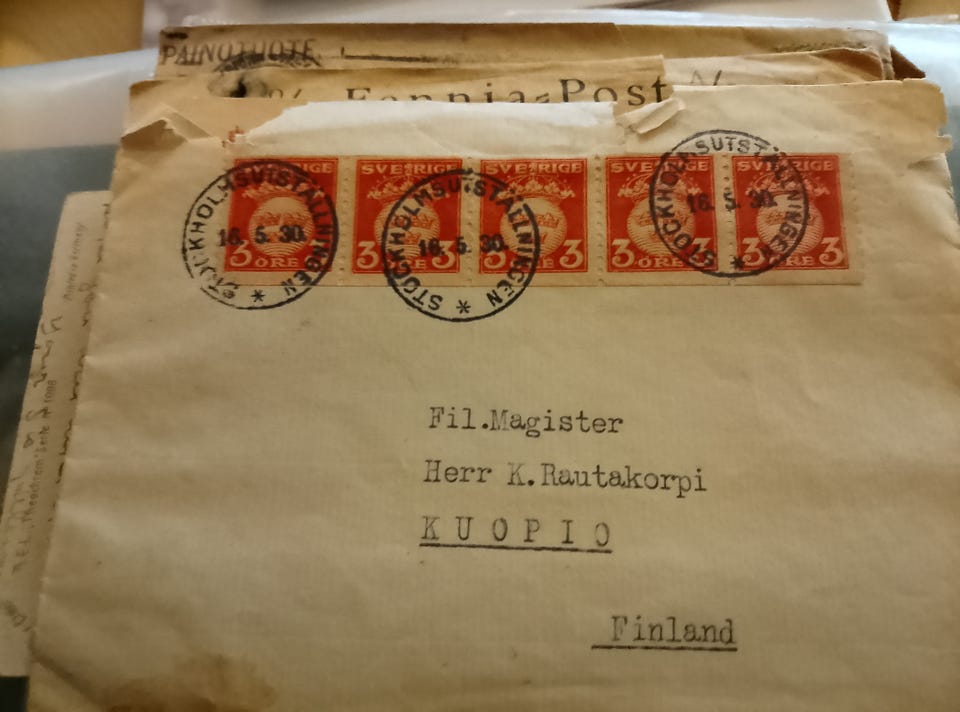 PAINOTUOTE
Fennia=Post
SVERIGE SVERIGE SVERIGE SVERIGE SVERIGE
3 3 3 3 3 3 3 3 3 3
ÖRE ÖRE ÖRE ÖRE ÖRE
STOCKHOLMSUTSTÄLLNINGEN
16.5.30.
STOCKHOLMSUTSTÄLLNINGEN
16.5.30.
STOCKHOLMSUTSTÄLLNINGEN
16.5.30.
Fil.Magister
Herr K.Rautakorpi
KUOPIO
Finland